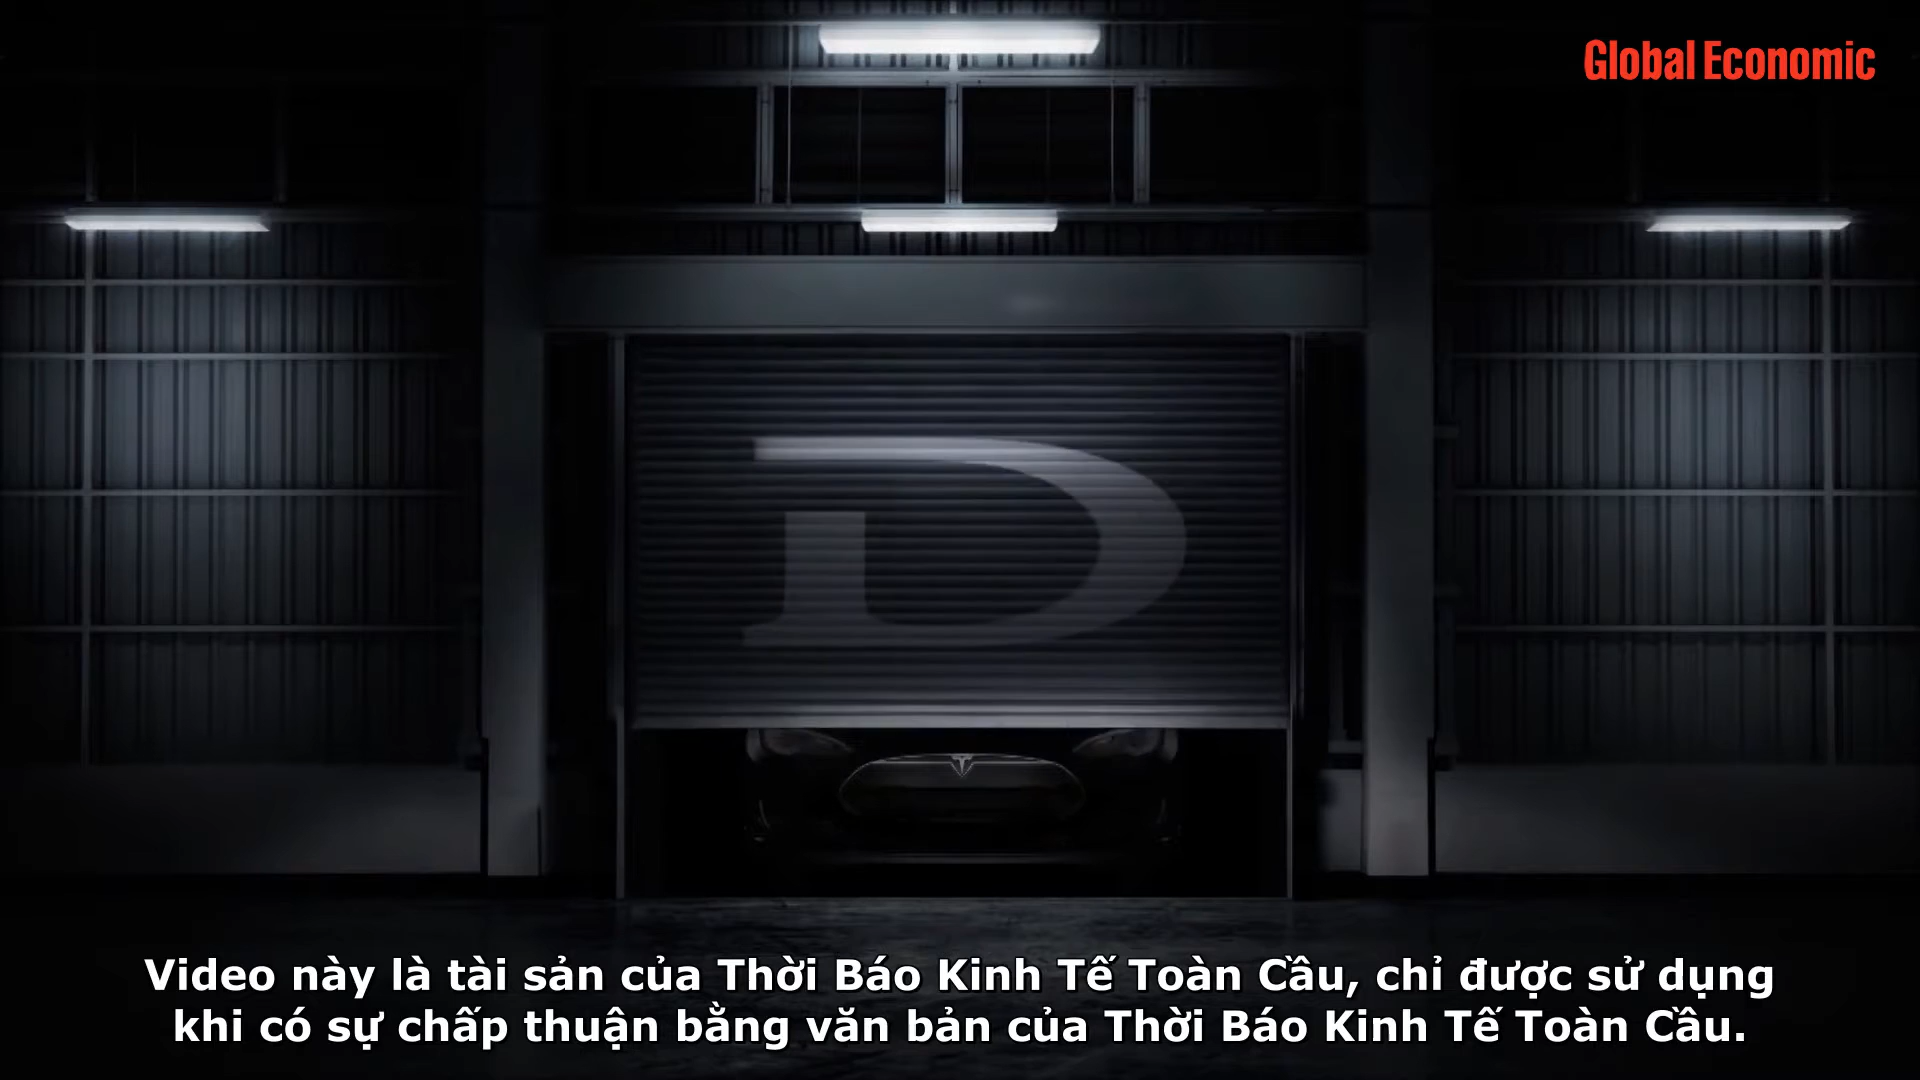 Global Economic
D
Video này là tài sản của Thời Báo Kinh Tế Toàn Cầu, chỉ được sử dụng
khi có sự chấp thuận bằng văn bản của Thời Báo Kinh Tế Toàn Cầu.